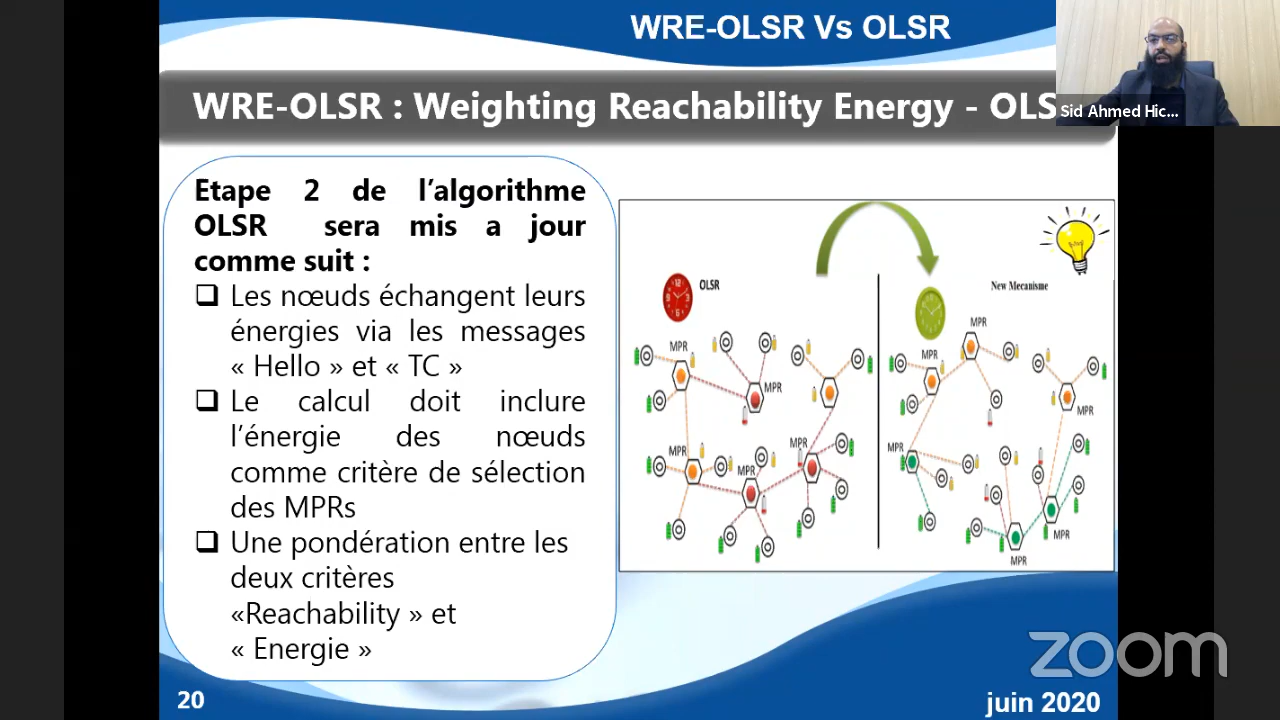 WRE-OLSR Vs OLSR
WRE-OLSR : Weighting Reachability Energy - OLS
Sid Ahmed Hic...
Etape 2 de l’algorithme
OLSR sera mis a jour
comme suit :
❑ Les nœuds échangent leurs
énergies via les messages
« Hello » et « TC »
❑ Le calcul doit inclure
l’énergie des nœuds
comme critère de sélection
des MPRs
❑ Une pondération entre les
deux critères
«Reachability » et
« Energie »
OLSR
MPR
MPR
MPR
MPR
MPR
New Mecanisme
MPR
MPR
MPR
MPR
MPR
MPR
zoom
20
juin 2020